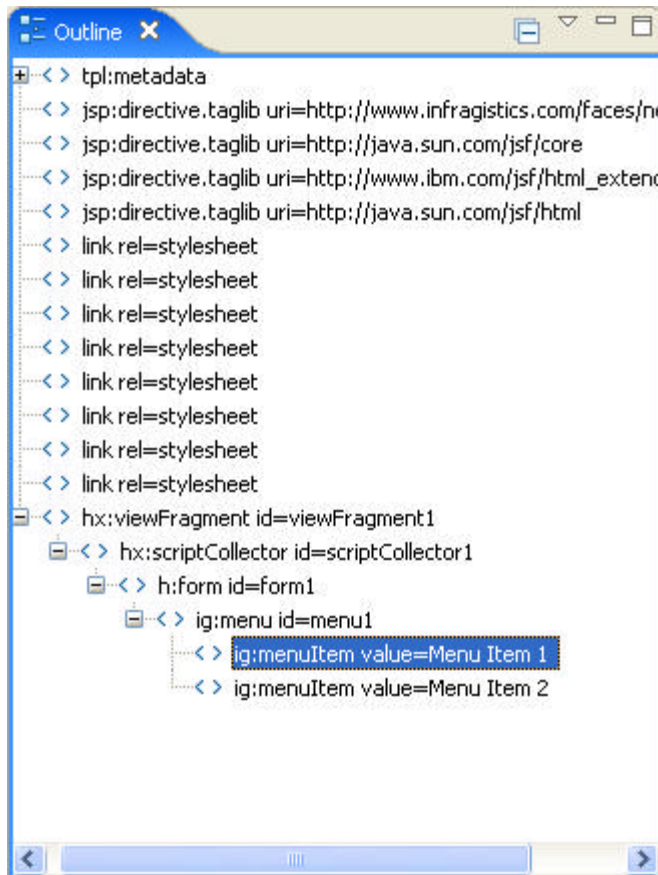 Outline
tpl:metadata
jsp:directive.taglib uri=http://www.infragistics.com/faces/
jsp:directive.taglib uri=http://java.sun.com/jsf/core
jsp:directive.taglib uri=http://www.ibm.com/jsf/html_extend
jsp:directive.taglib uri=http://java.sun.com/jsf/html
link rel=stylesheet
link rel=stylesheet
link rel=stylesheet
link rel=stylesheet
link rel=stylesheet
link rel=stylesheet
link rel=stylesheet
link rel=stylesheet
hx:viewFragment id=viewFragment1
hx:scriptCollector id=scriptCollector1
h:form id=form1
ig:menu id=menu1
ig:menuItem value=Menu Item 1
ig:menuItem value=Menu Item 2